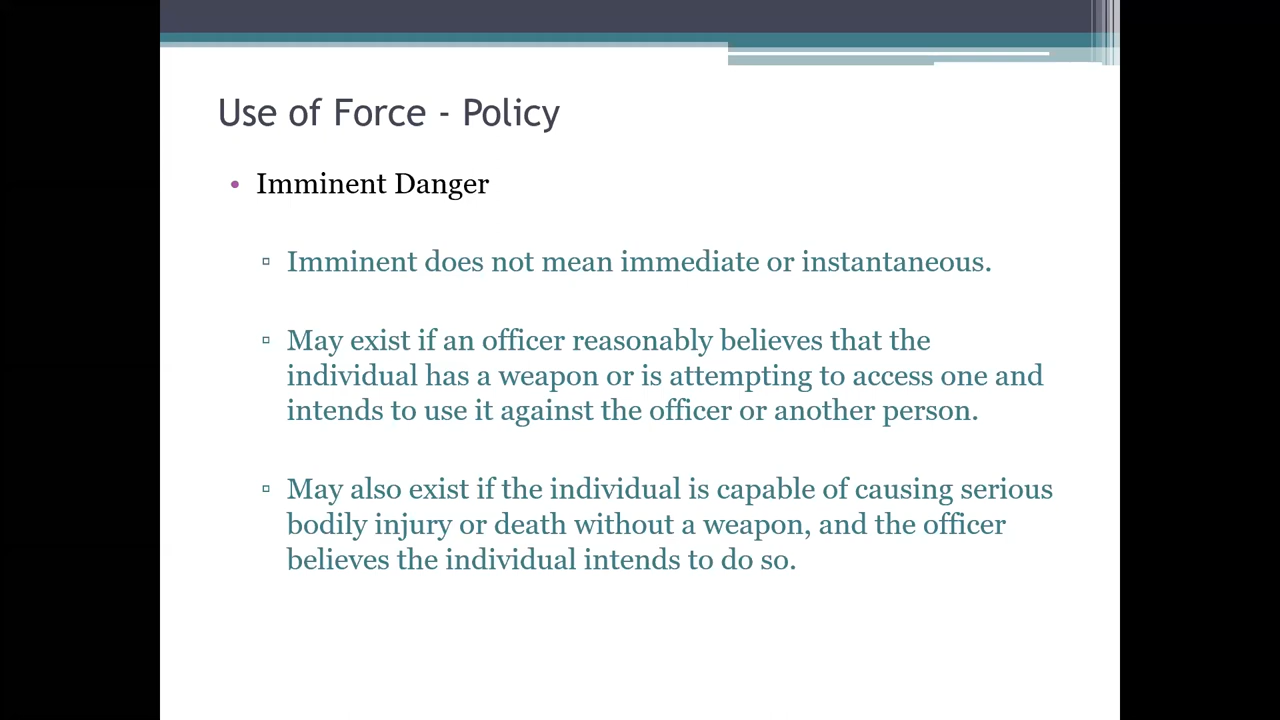 Use of Force - Policy
• Imminent Danger
▫ Imminent does not mean immediate or instantaneous.
▫ May exist if an officer reasonably believes that the
individual has a weapon or is attempting to access one and
intends to use it against the officer or another person.
▫ May also exist if the individual is capable of causing serious
bodily injury or death without a weapon, and the officer
believes the individual intends to do so.